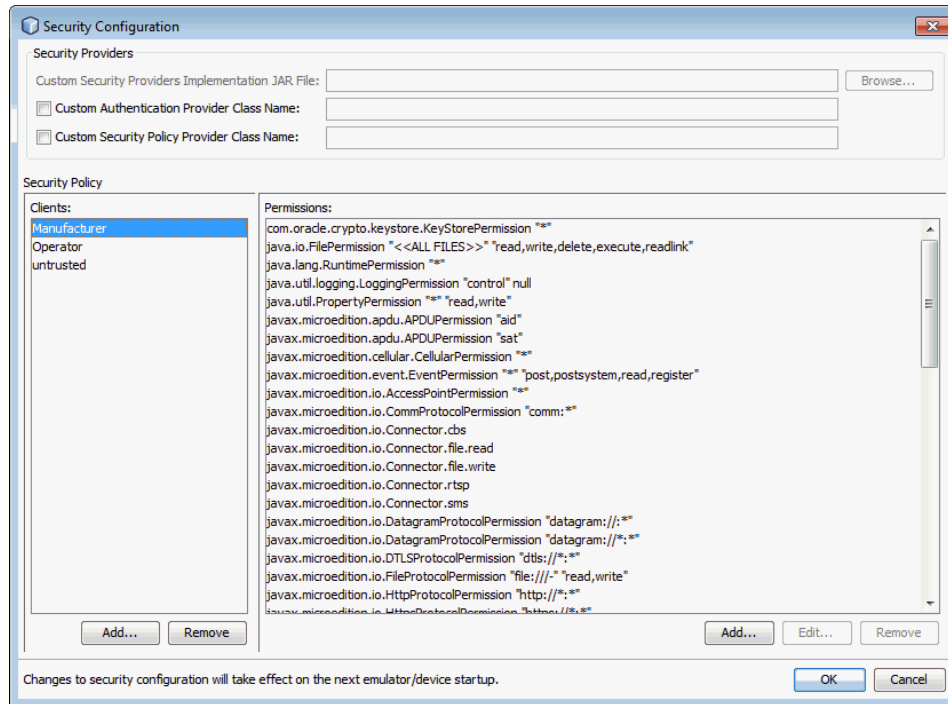 Security Configuration
Security Providers
Custom Security Providers Implementation JAR File:
Browse...
Custom Authentication Provider Class Name:
Custom Security Policy Provider Class Name:
Security Policy
Clients:
Manufacturer
Operator
untrusted
Add... Remove
Permissions:
com.oracle.crypto.keystore.KeyStorePermission "*"
java.io.FilePermission "<<ALL FILES>>" "read,write,delete,execute,readlink"
java.lang.RuntimePermission "*"
java.util.logging.LoggingPermission "control" null
java.util.PropertyPermission "*" "read,write"
javax.microedition.apdu.APDUPermission "aid"
javax.microedition.apdu.APDUPermission "sat"
javax.microedition.cellular.CellularPermission "*"
javax.microedition.event.EventPermission "*" "post,postsystem,read,register"
javax.microedition.io.AccessPointPermission "*"
javax.microedition.io.CommProtocolPermission "comm:*"
javax.microedition.io.Connector.cbs
javax.microedition.io.Connector.file.read
javax.microedition.io.Connector.file.write
javax.microedition.io.Connector.rtsp
javax.microedition.io.Connector.sms
javax.microedition.io.DatagramProtocolPermission "datagram://:*"
javax.microedition.io.DatagramProtocolPermission "datagram://*:*"
javax.microedition.io.DTLSProtocolPermission "dtls://*:*"
javax.microedition.io.FileProtocolPermission "file:///-" "read,write"
javax.microedition.io.HttpProtocolPermission "http://*:*"
javax.microedition.io.HttpsProtocolPermission "https://*:*"
Add... Edit... Remove
Changes to security configuration will take effect on the next emulator/device startup.
OK Cancel